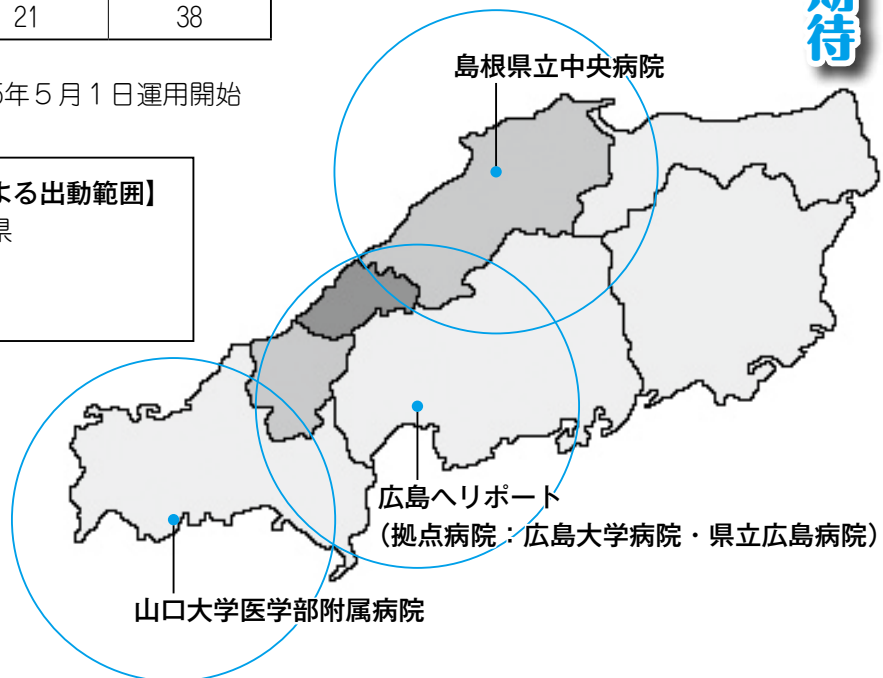 21 38
期待
年５月１日運用開始
よる出動範囲】
県
島根県立中央病院
広島ヘリポート
（拠点病院：広島大学病院・県立広島病院）
山口大学医学部附属病院